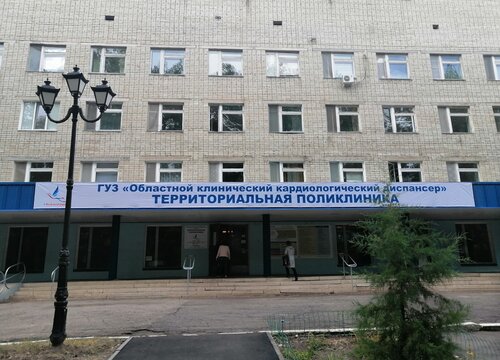 ГУЗ «Областной клинический кардиологический диспансер»
ТЕРРИТОРИАЛЬНАЯ ПОЛИКЛИНИКА